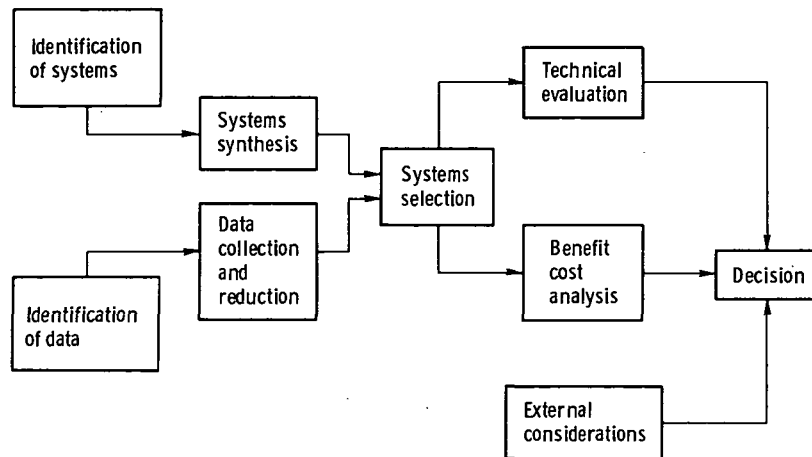 Identification
of systems
Systems
synthesis
Data
collection
and
reduction
Identification
of data
Systems
selection
Technical
evaluation
Benefit
cost
analysis
Decision
External
considerations